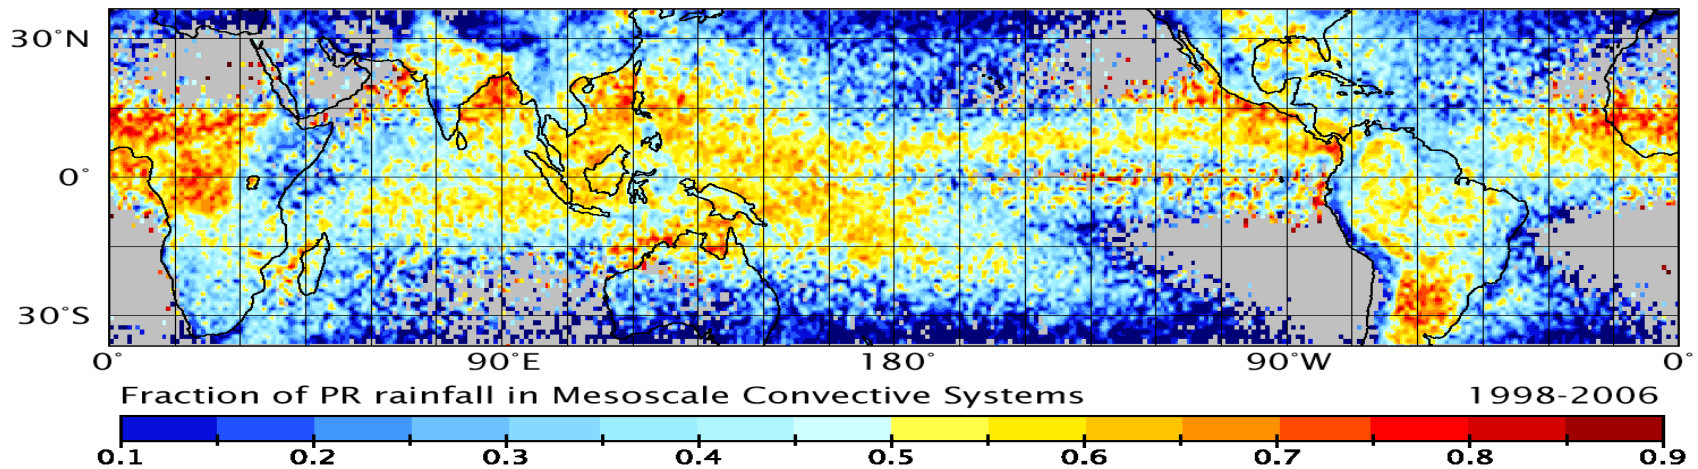 30°N
0°
30°S
0° 90°E 180° 90°W 0°
Fraction of PR rainfall in Mesoscale Convective Systems 1998-2006
0.1 0.2 0.3 0.4 0.5 0.6 0.7 0.8 0.9